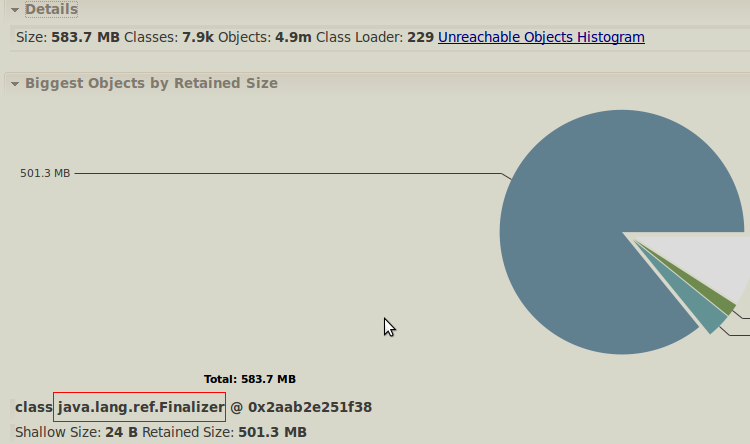 Details
Size: 583.7 MB Classes: 7.9k Objects: 4.9m Class Loader: 229 Unreachable Objects Histogram
Biggest Objects by Retained Size
501.3 MB
Total: 583.7 MB
class java.lang.ref.Finalizer @ 0x2aab2e251f38
Shallow Size: 24 B Retained Size: 501.3 MB